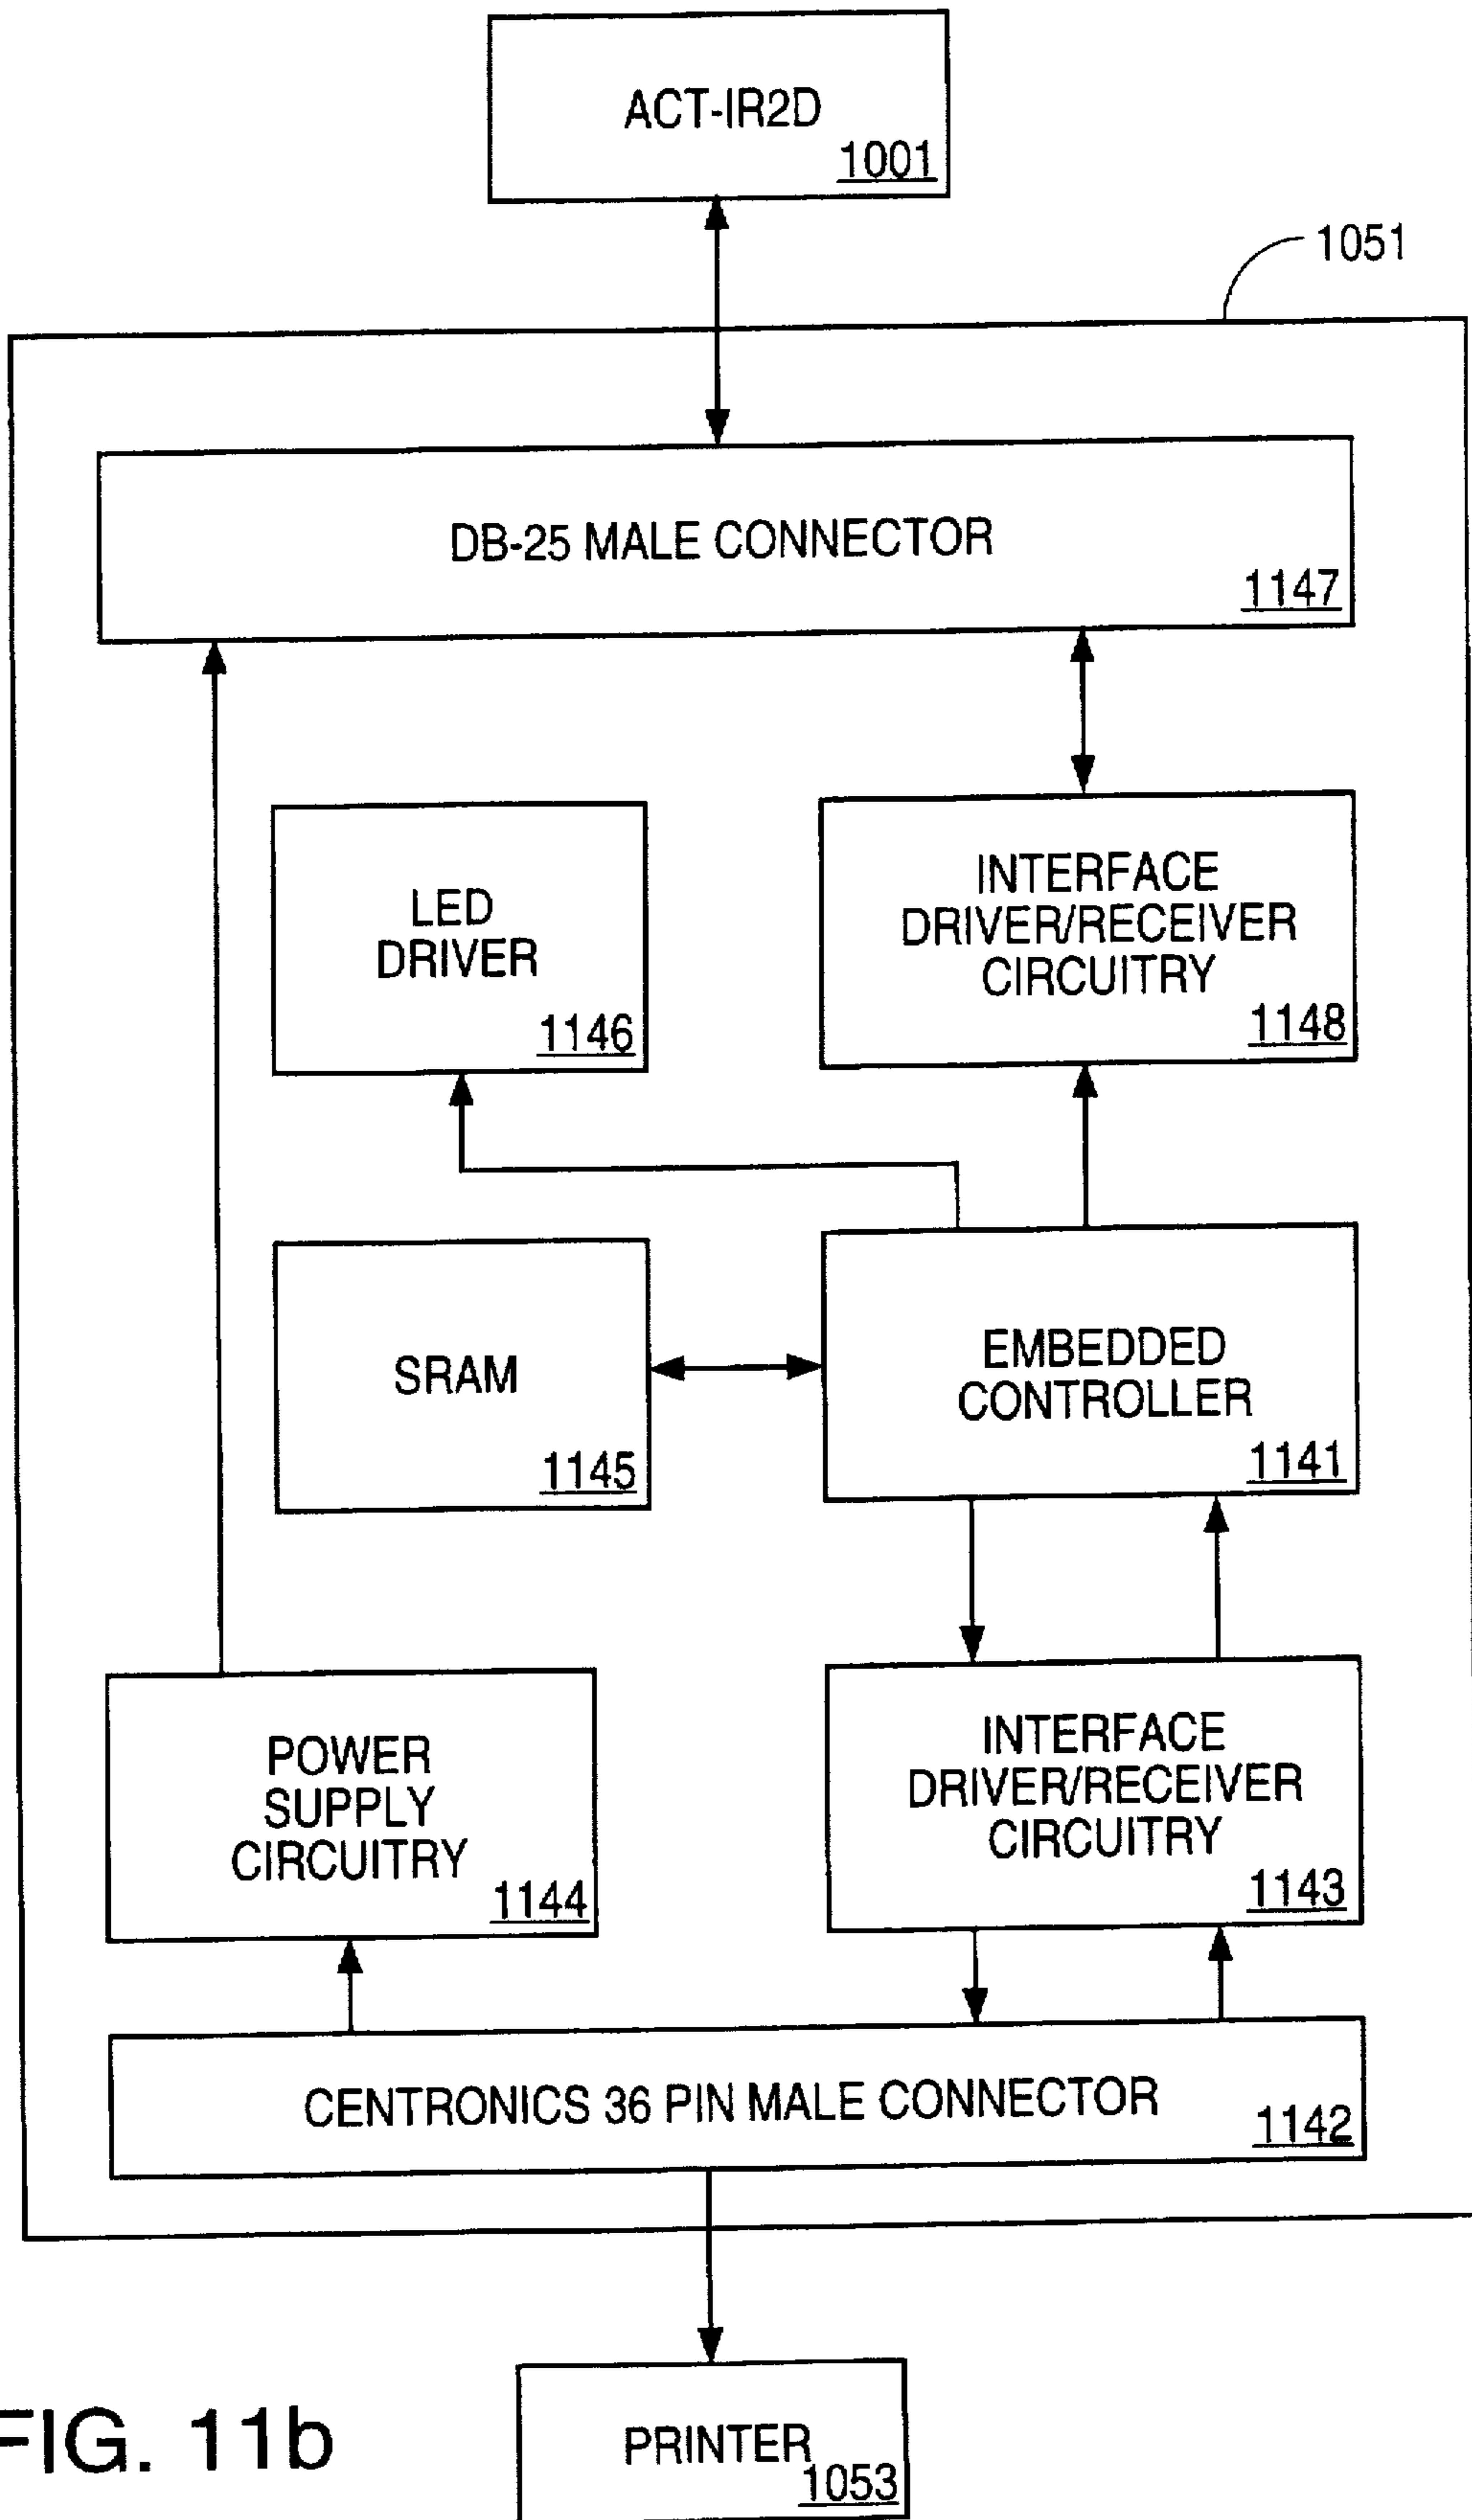 ACT-IR2D
1001
1051
DB-25 MALE CONNECTOR
1147
LED
DRIVER
1146
INTERFACE
DRIVER/RECEIVER
CIRCUITRY
1148
SRAM
1145
EMBEDDED
CONTROLLER
1141
POWER
SUPPLY
CIRCUITRY
1144
INTERFACE
DRIVER/RECEIVER
CIRCUITRY
1143
CENTRONICS 36 PIN MALE CONNECTOR
1142
FIG. 11b
PRINTER
1053